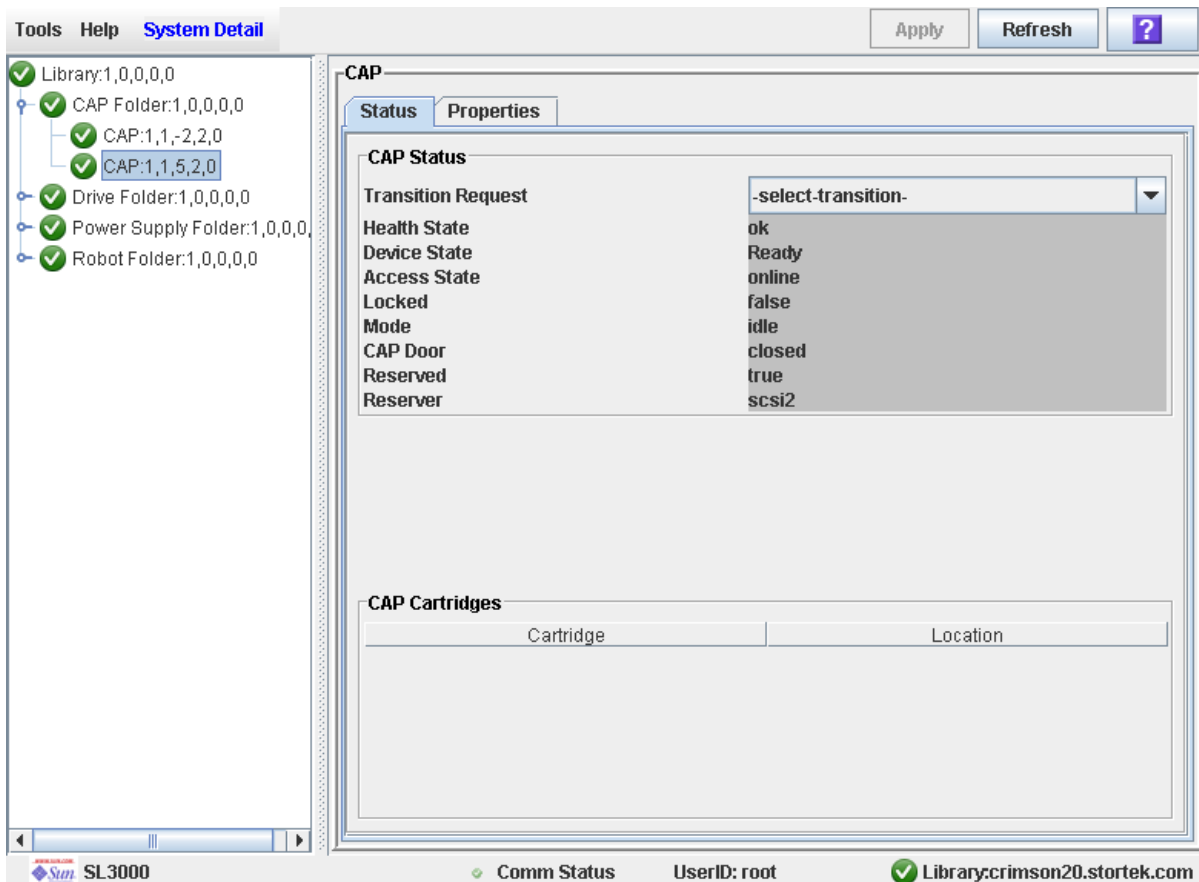 Tools Help System Detail Apply Refresh ?
Library:1,0,0,0,0
CAP Folder:1,0,0,0,0
CAP:1,1,-2,2,0
CAP:1,1,5,2,0
Drive Folder:1,0,0,0,0
Power Supply Folder:1,0,0,0,
Robot Folder:1,0,0,0,0
CAP
Status Properties
CAP Status
Transition Request -select-transition-
Health State ok
Device State Ready
Access State online
Locked false
Mode idle
CAP Door closed
Reserved true
Reserver scsi2
CAP Cartridges
Cartridge Location
Sun SL3000 Comm Status UserID: root Library:crimson20.stortek.com